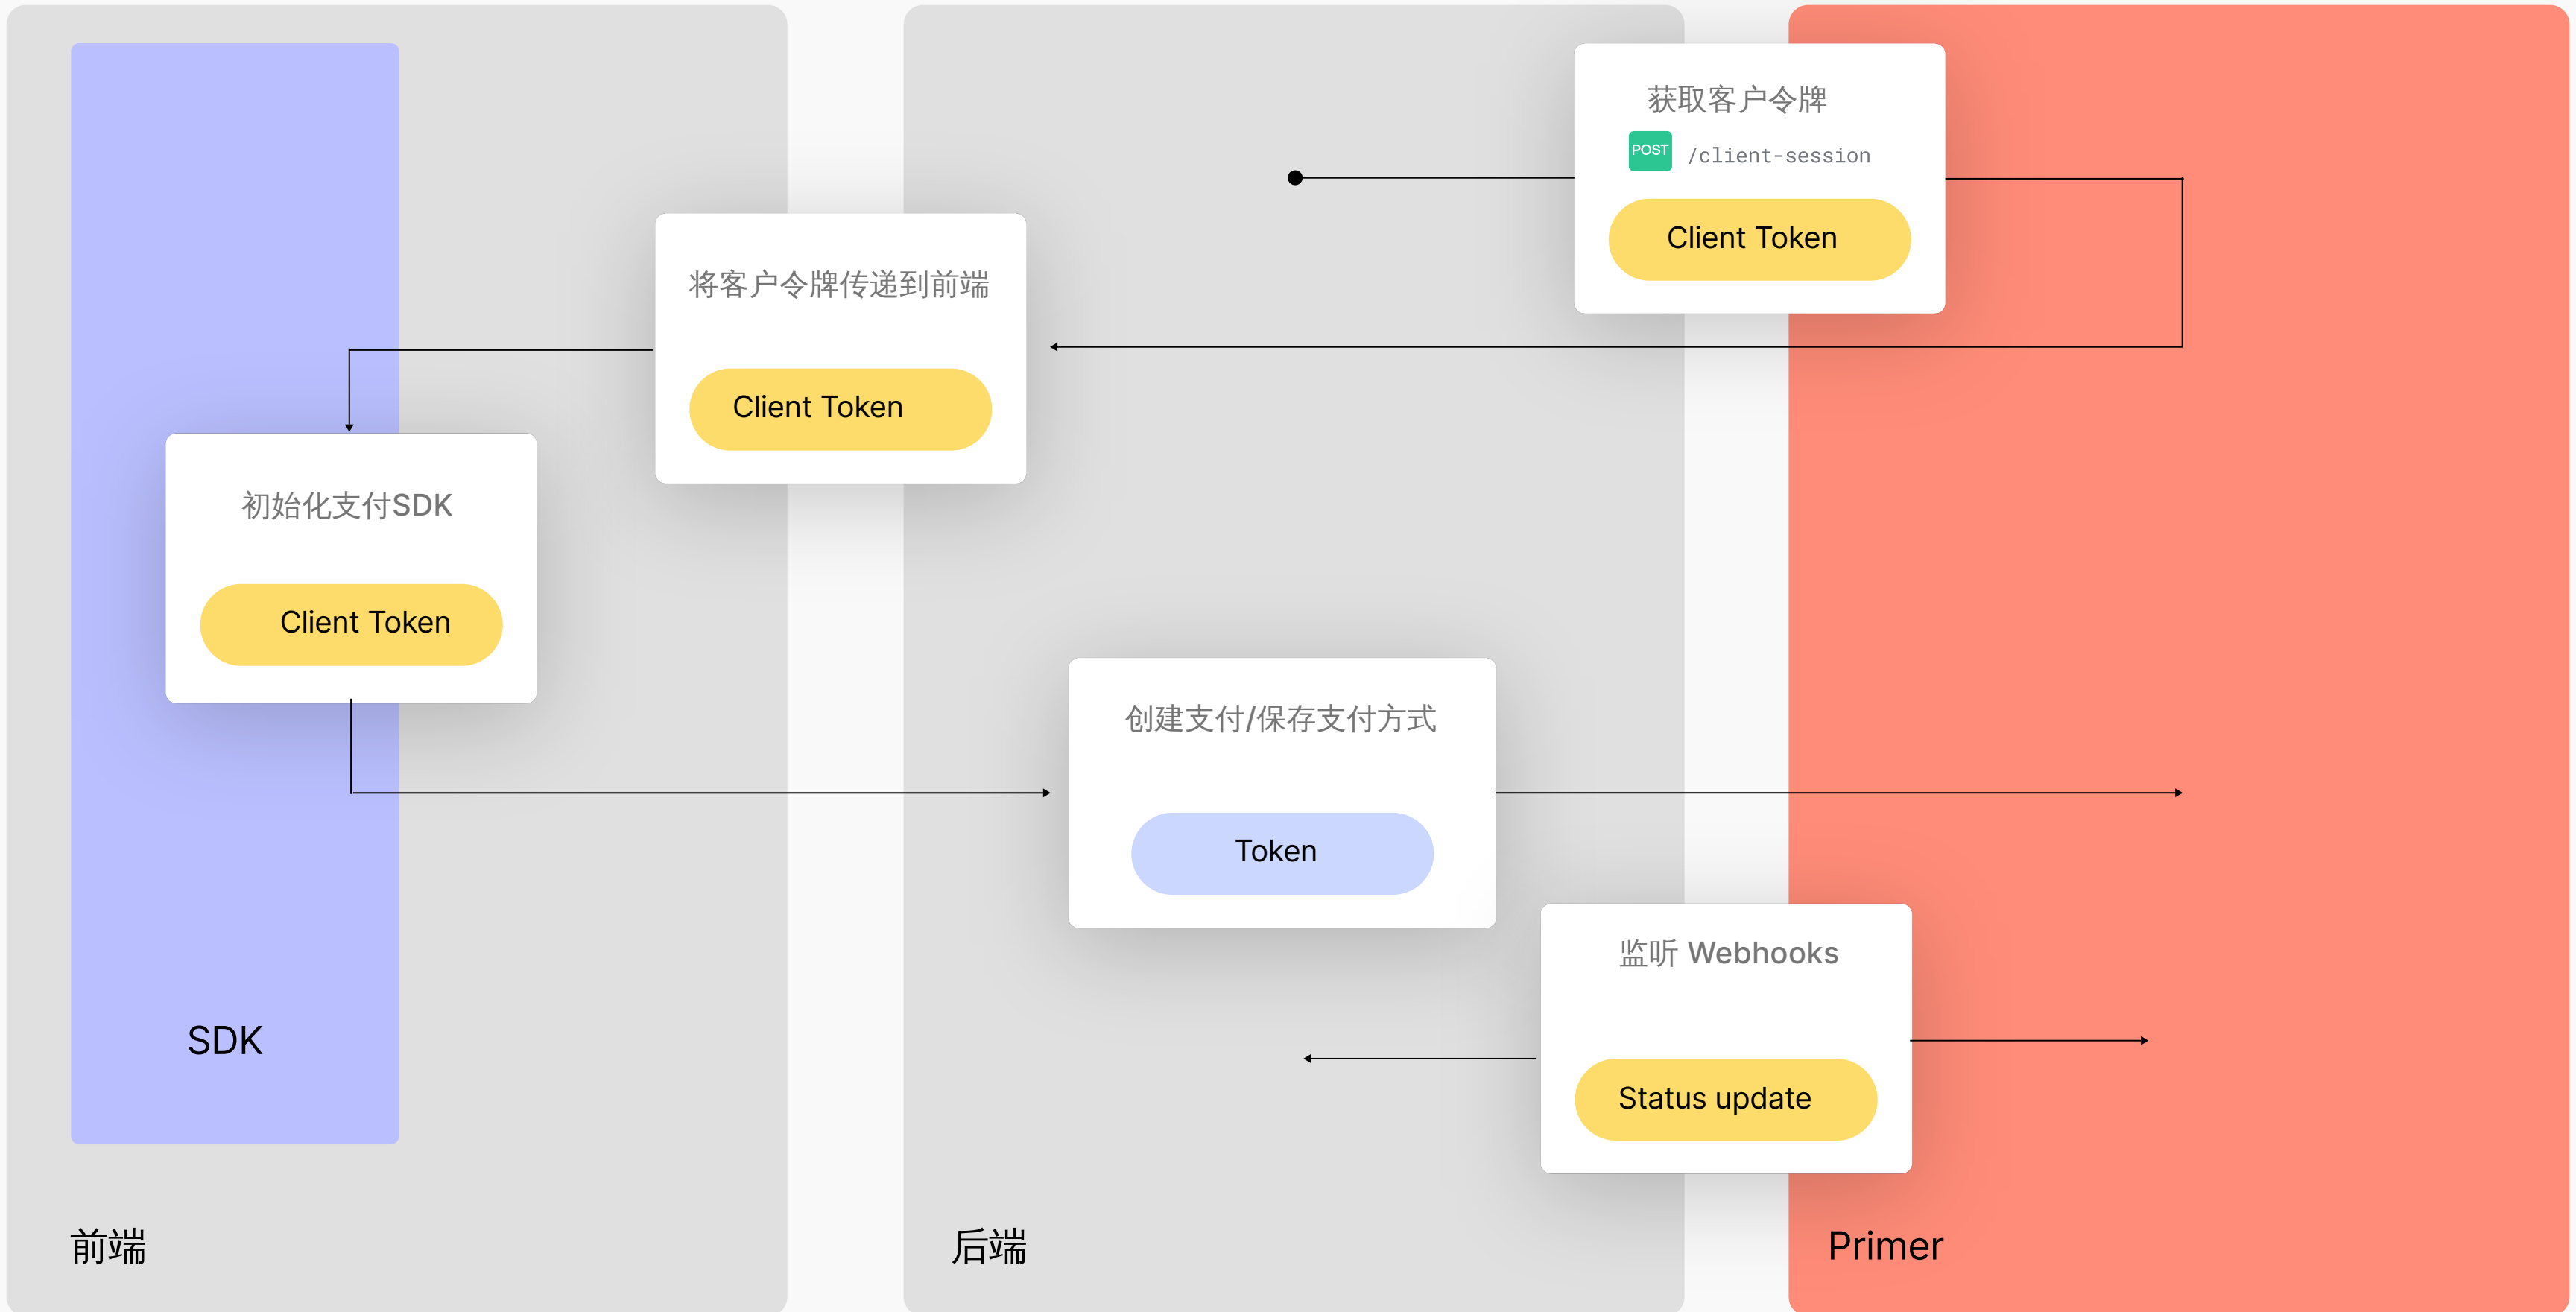 获取客户令牌
POST /client-session
Client Token
将客户令牌传递到前端
Client Token
初始化支付SDK
Client Token
创建支付/保存支付方式
Token
监听 Webhooks
Status update
SDK
前端
后端
Primer